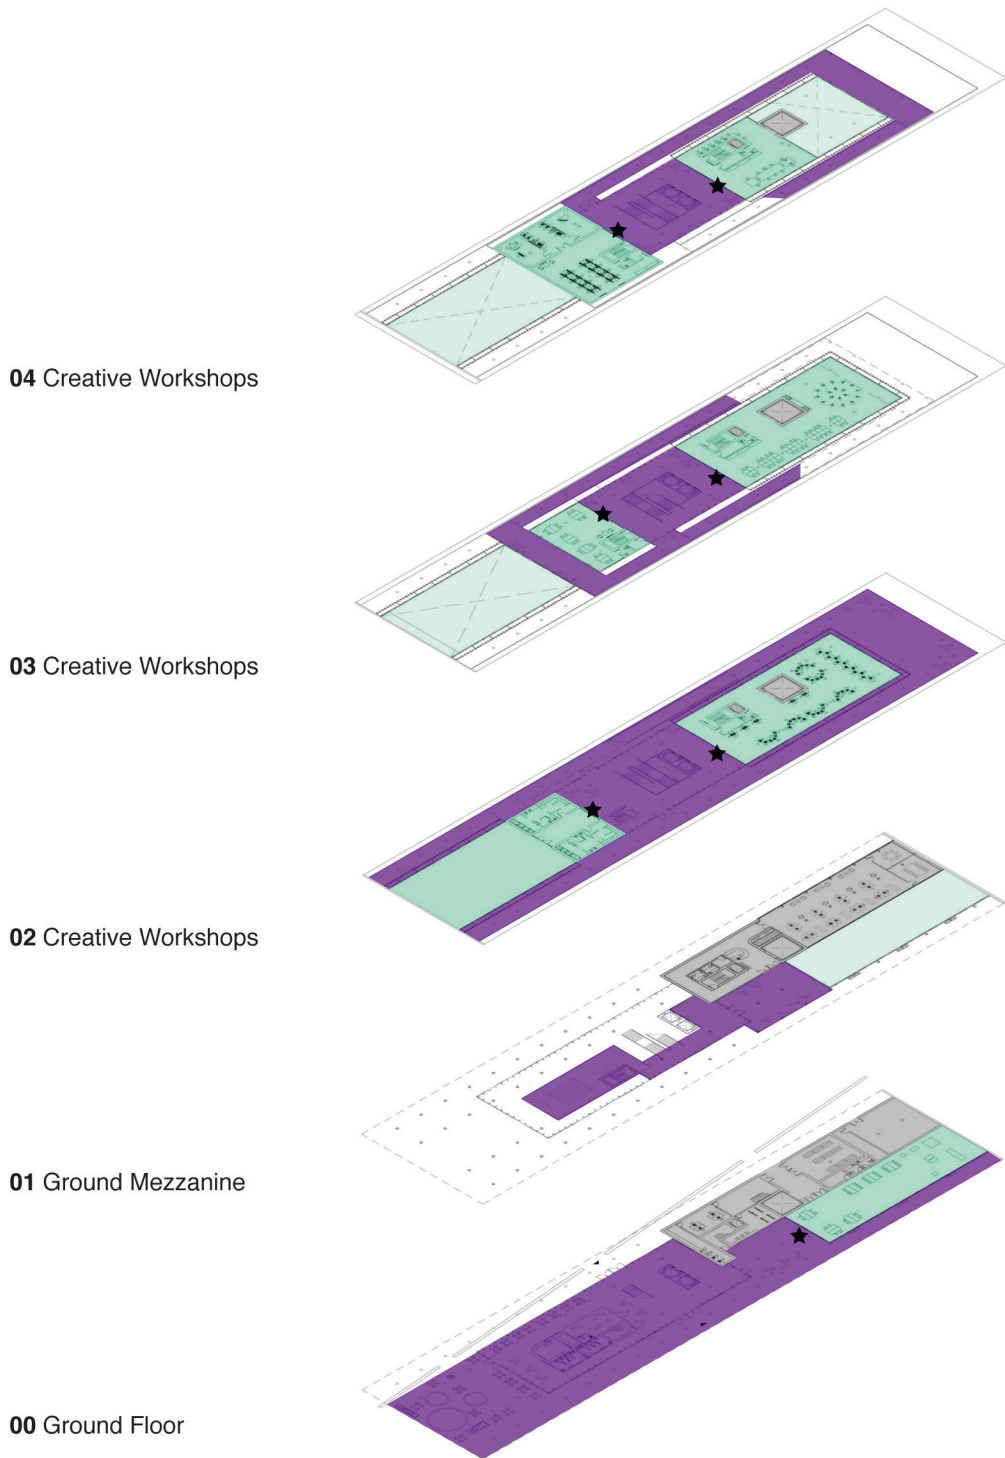 04 Creative Workshops
03 Creative Workshops
02 Creative Workshops
01 Ground Mezzanine
00 Ground Floor